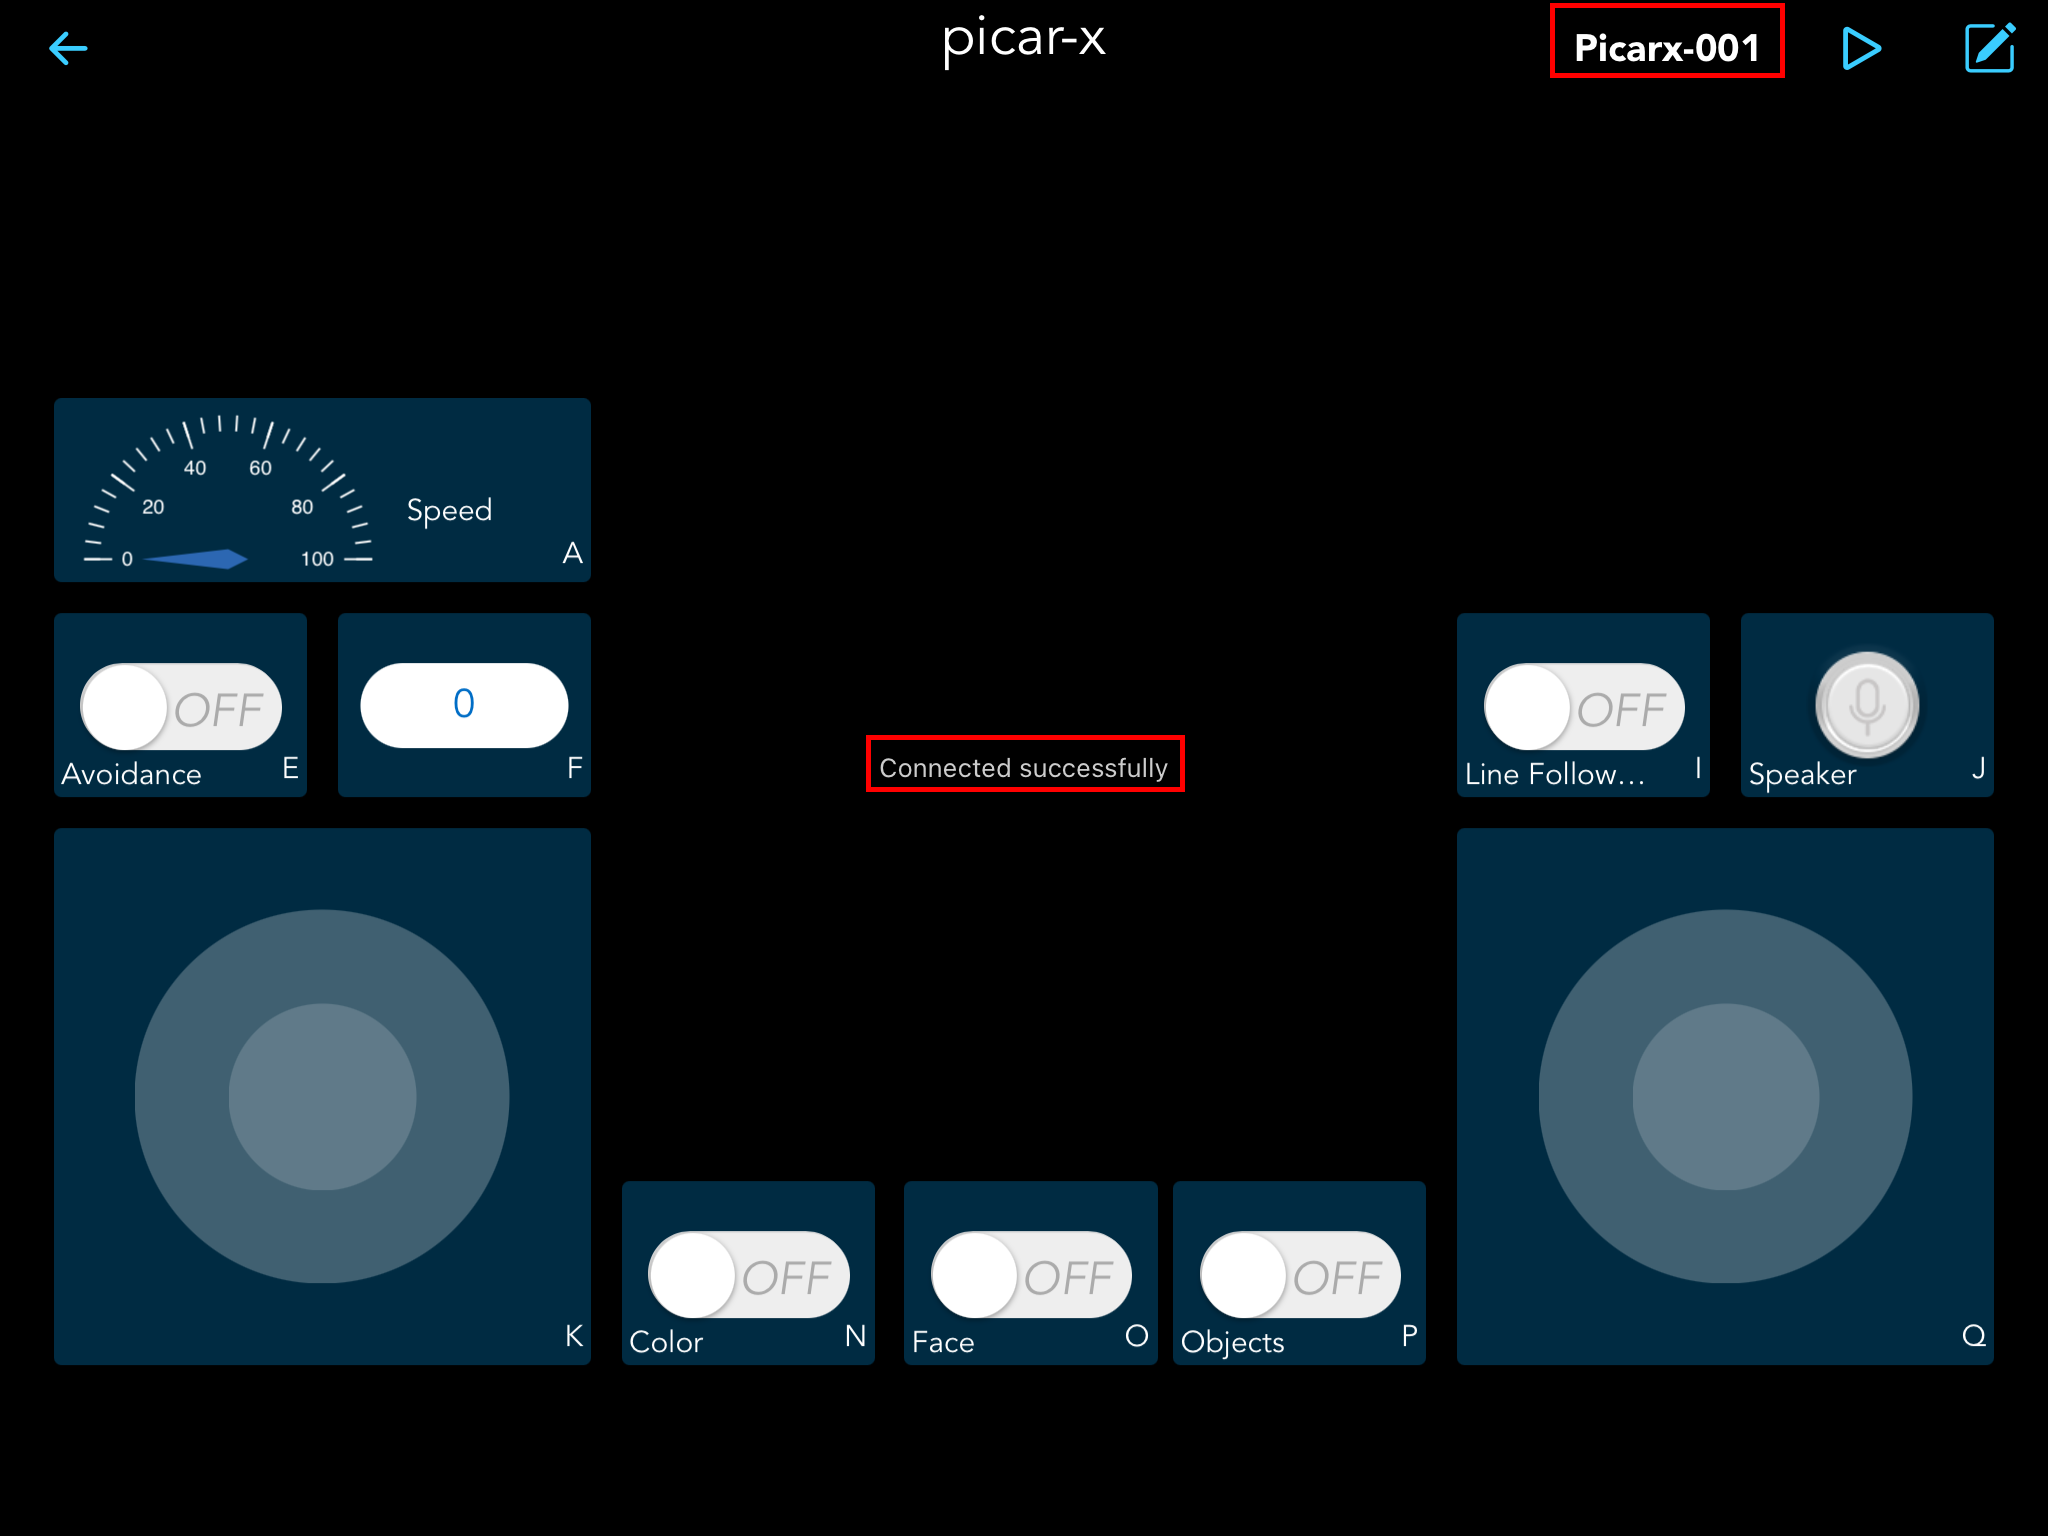 picar-x
Picarx-001
40 60
20 80
0 100
Speed
A
OFF
Avoidance E
0
F
Connected successfully
OFF
Line Follow... I
Speaker J
K
OFF
Color N
OFF
Face O
OFF
Objects P
Q